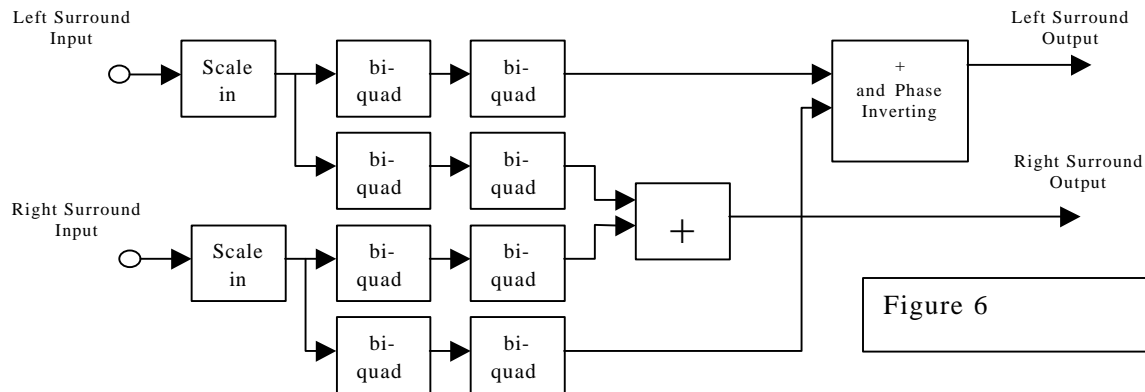 Left Surround
Input
Left Surround
Output
Scale
in
bi-
quad
bi-
quad
+
and Phase
Inverting
bi-
quad
bi-
quad
Right Surround
Output
Right Surround
Input
+
Scale
in
bi-
quad
bi-
quad
Figure 6
bi-
quad
bi-
quad